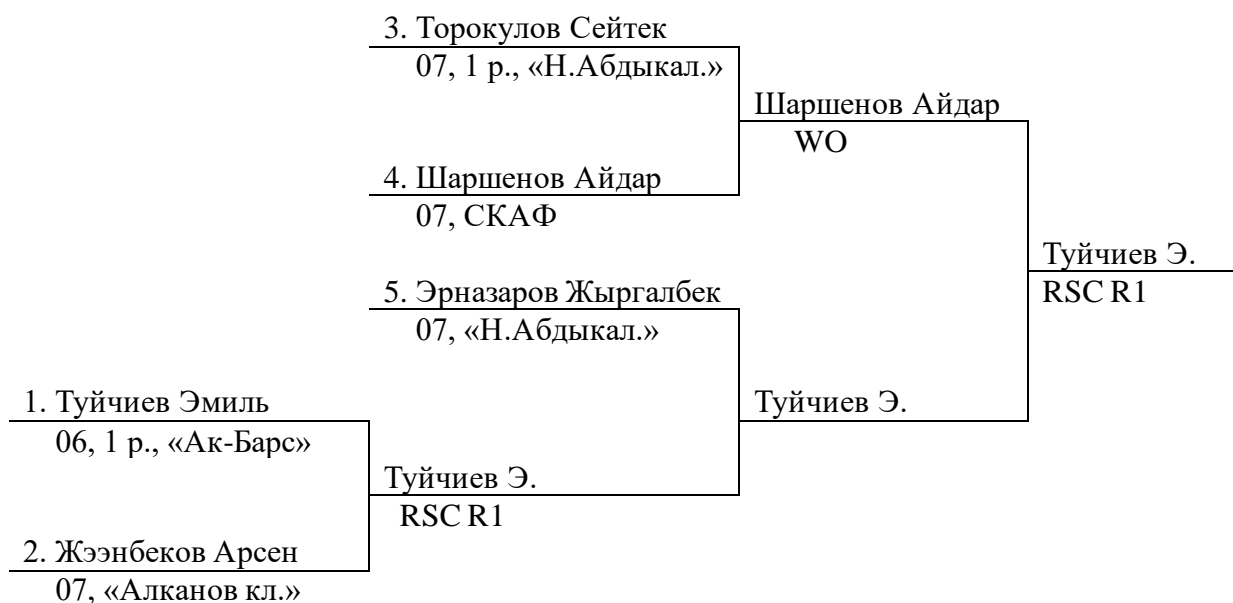 3. Торокулов Сейтек
07, 1 р., «Н.Абдыкал.»
Шаршенов Айдар
WO
4. Шаршенов Айдар
07, СКАФ
Туйчиев Э.
RSC R1
5. Эрназаров Жыргалбек
07, «Н.Абдыкал.»
1. Туйчиев Эмиль
06, 1 р., «Ак-Барс»
Туйчиев Э.
Туйчиев Э.
RSC R1
2. Жээнбеков Арсен
07, «Алканов кл.»